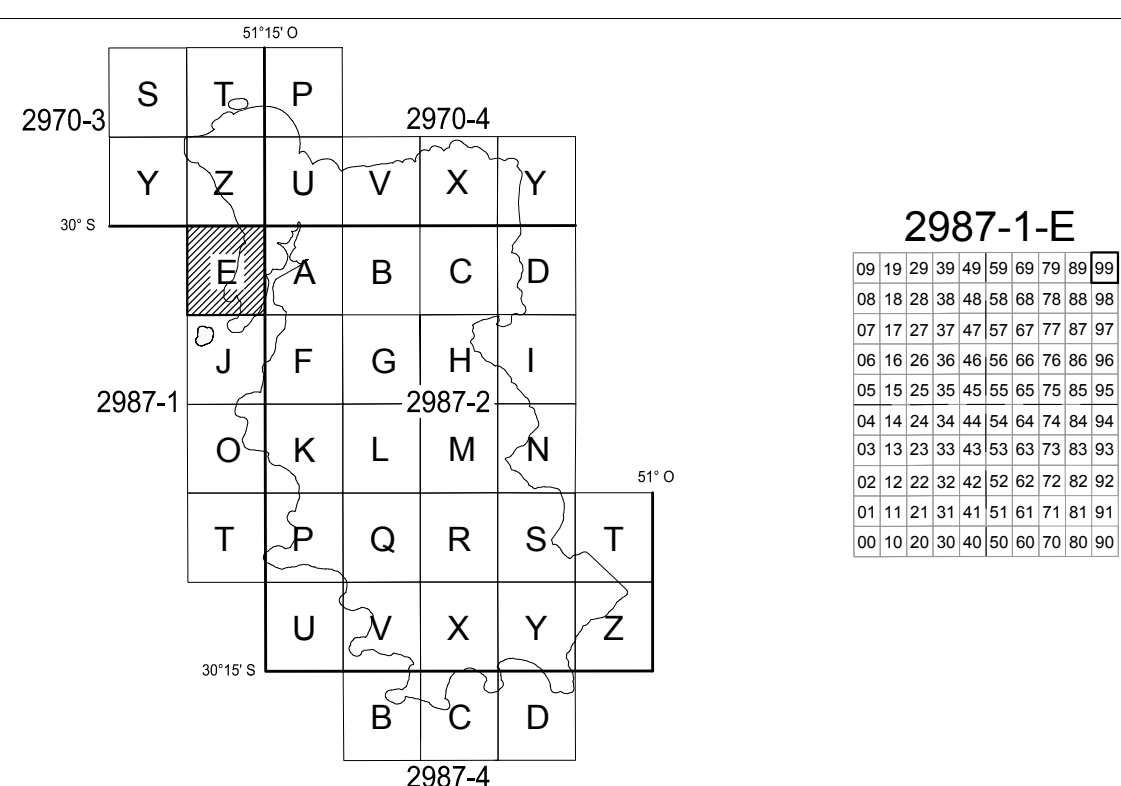 51°15' O
S T P
2970-3 2970-4
Y Z U V X Y
30° S
E A B C D
J F G H I
2987-1 2987-2
O K L M N
51° O
T P Q R S T
U V X Y Z
30°15' S
B C D
2987-4
2987-1-E
09 19 29 39 49 59 69 79 89 99
08 18 28 38 48 58 68 78 88 98
07 17 27 37 47 57 67 77 87 97
06 16 26 36 46 56 66 76 86 96
05 15 25 35 45 55 65 75 85 95
04 14 24 34 44 54 64 74 84 94
03 13 23 33 43 53 63 73 83 93
02 12 22 32 42 52 62 72 82 92
01 11 21 31 41 51 61 71 81 91
00 10 20 30 40 50 60 70 80 90